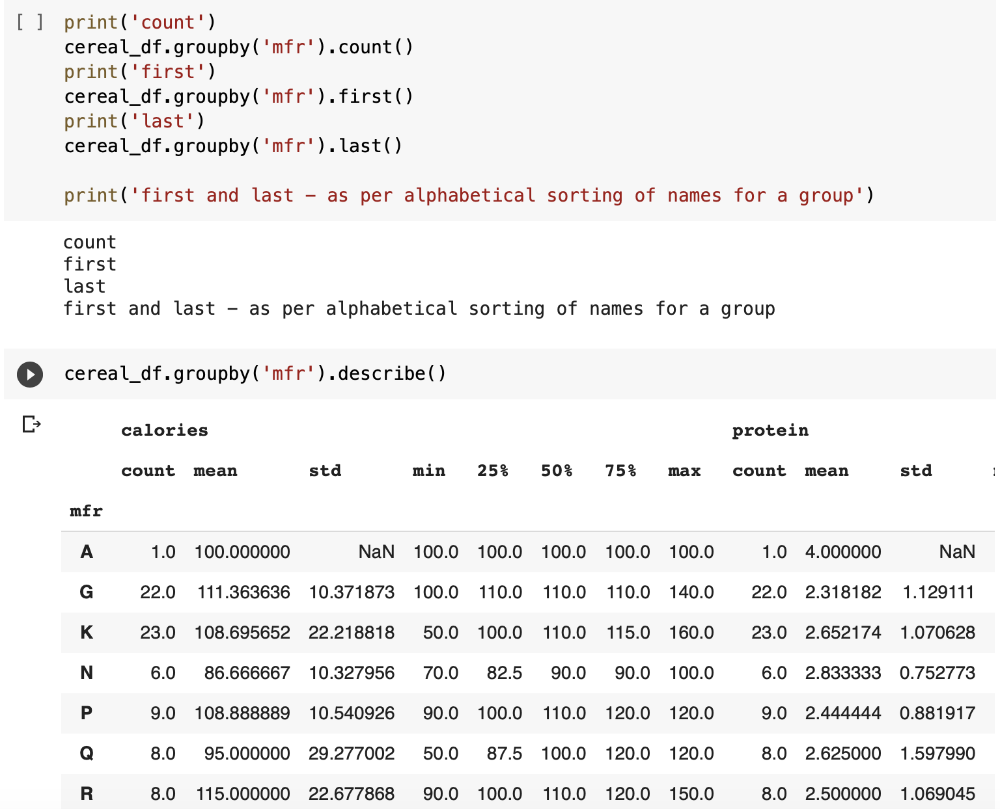 [ ] print('count')
cereal_df.groupby('mfr').count()
print('first')
cereal_df.groupby('mfr').first()
print('last')
cereal_df.groupby('mfr').last()
print('first and last – as per alphabetical sorting of names for a group')
count
first
last
first and last – as per alphabetical sorting of names for a group
cereal_df.groupby('mfr').describe()
calories protein
count mean std min 25% 50% 75% max count mean std
mfr
A 1.0 100.000000 NaN 100.0 100.0 100.0 100.0 100.0 1.0 4.000000 NaN
G 22.0 111.363636 10.371873 100.0 110.0 110.0 110.0 140.0 22.0 2.318182 1.129111
K 23.0 108.695652 22.218818 50.0 100.0 110.0 115.0 160.0 23.0 2.652174 1.070628
N 6.0 86.666667 10.327956 70.0 82.5 90.0 90.0 100.0 6.0 2.833333 0.752773
P 9.0 108.888889 10.540926 90.0 100.0 110.0 120.0 120.0 9.0 2.444444 0.881917
Q 8.0 95.000000 29.277002 50.0 87.5 100.0 120.0 120.0 8.0 2.625000 1.597990
R 8.0 115.000000 22.677868 90.0 100.0 110.0 120.0 150.0 8.0 2.500000 1.069045